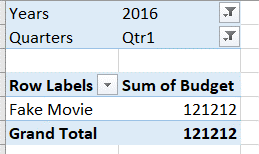 Years 2016
Quarters Qtr1
Row Labels Sum of Budget
Fake Movie 121212
Grand Total 121212